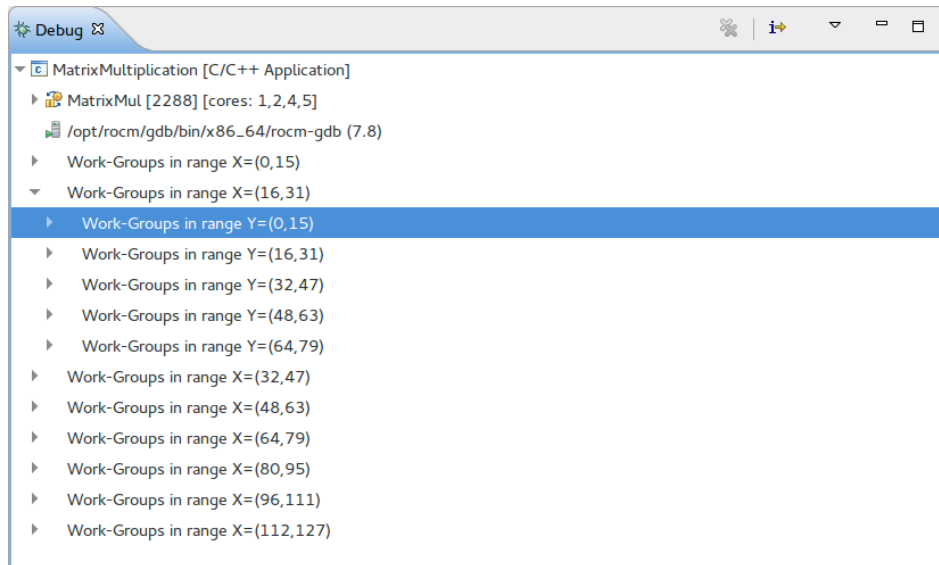 Debug
MatrixMultiplication [C/C++ Application]
MatrixMul [2288] [cores: 1,2,4,5]
/opt/rocm/gdb/bin/x86_64/rocm-gdb (7.8)
Work-Groups in range X=(0,15)
Work-Groups in range X=(16,31)
Work-Groups in range Y=(0,15)
Work-Groups in range Y=(16,31)
Work-Groups in range Y=(32,47)
Work-Groups in range Y=(48,63)
Work-Groups in range Y=(64,79)
Work-Groups in range X=(32,47)
Work-Groups in range X=(48,63)
Work-Groups in range X=(64,79)
Work-Groups in range X=(80,95)
Work-Groups in range X=(96,111)
Work-Groups in range X=(112,127)